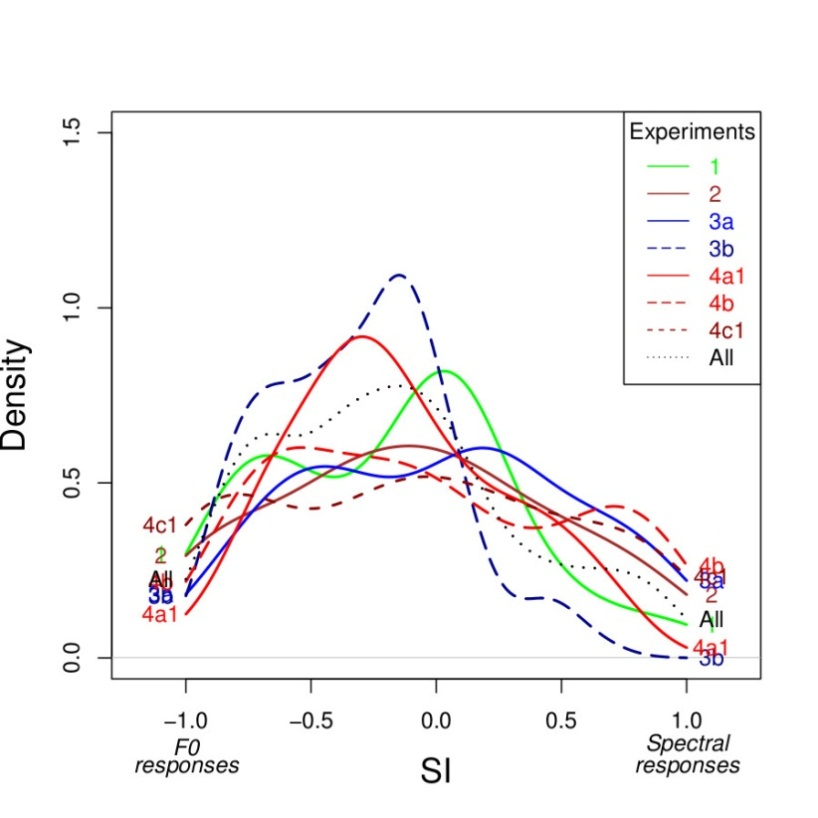 Experiments
1
2
3a
3b
4a1
4b
4c1
All
Density
1.5
1.0
0.5
0.0
4c1
2
All
3b
4a1
4b
3a
2
All
1
4a1
3b
−1.0
−0.5
0.0
0.5
1.0
F0
responses
SI
Spectral
responses